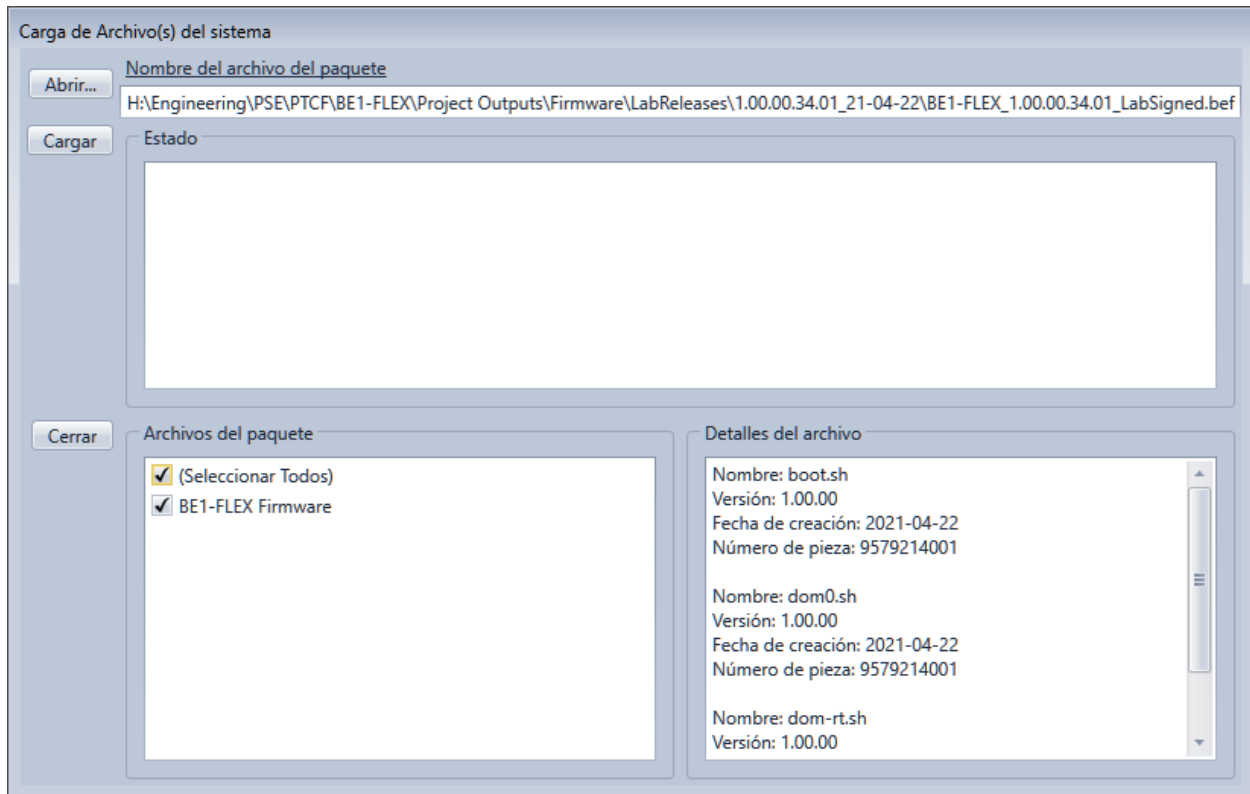 Carga de Archivo(s) del sistema
Abrir...
Nombre del archivo del paquete
H:\Engineering\PSE\PTCF\BE1-FLEX\Project Outputs\Firmware\LabReleases\1.00.00.34.01_21-04-22\BE1-FLEX_1.00.00.34.01_LabSigned.bef
Cargar
Estado
Cerrar
Archivos del paquete
(Seleccionar Todos)
BE1-FLEX Firmware
Detalles del archivo
Nombre: boot.sh
Versión: 1.00.00
Fecha de creación: 2021-04-22
Número de pieza: 9579214001
Nombre: dom0.sh
Versión: 1.00.00
Fecha de creación: 2021-04-22
Número de pieza: 9579214001
Nombre: dom-rt.sh
Versión: 1.00.00